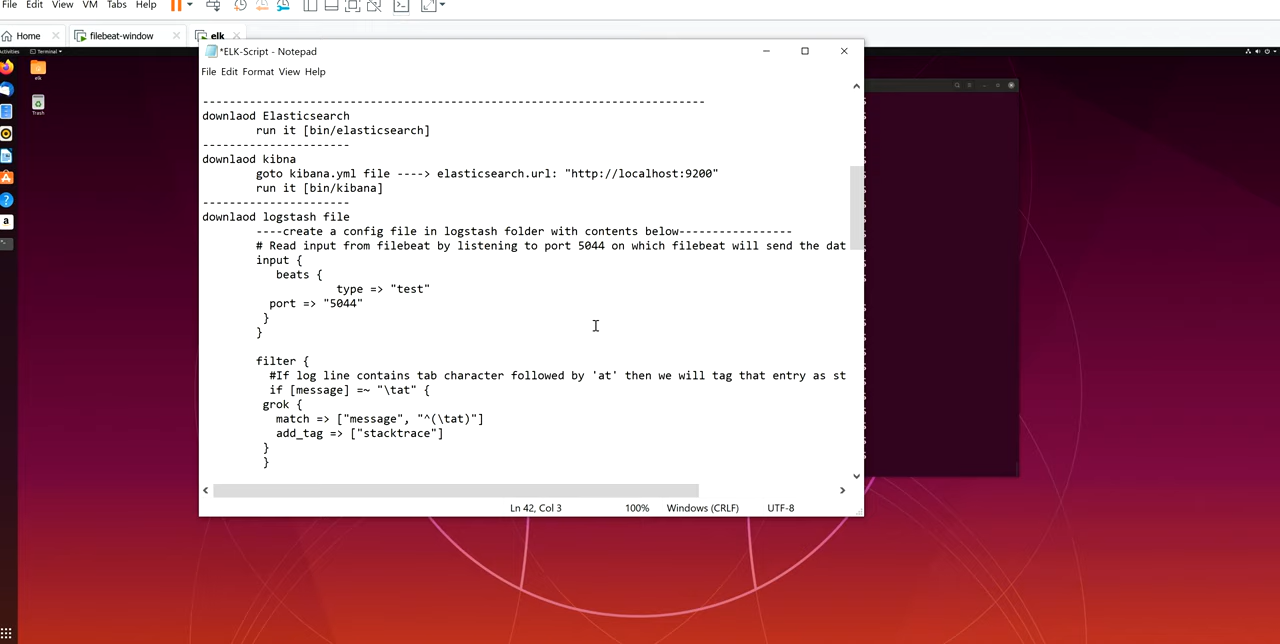 File Edit View VM Tabs Help
Home filebeat-window elk
Activities Terminal
elk
Trash
*ELK-Script - Notepad
File Edit Format View Help
----------------------------------------------------------------------------
downlaod Elasticsearch
run it [bin/elasticsearch]
----------------------
downlaod kibna
goto kibana.yml file ----> elasticsearch.url: "http://localhost:9200"
run it [bin/kibana]
----------------------
downlaod logstash file
----create a config file in logstash folder with contents below-----------------
# Read input from filebeat by listening to port 5044 on which filebeat will send the dat
input {
beats {
type => "test"
port => "5044"
}
}
filter {
#If log line contains tab character followed by 'at' then we will tag that entry as st
if [message] =~ "\tat" {
grok {
match => ["message", "^(\tat)"]
add_tag => ["stacktrace"]
}
}
Ln 42, Col 3 100% Windows (CRLF) UTF-8